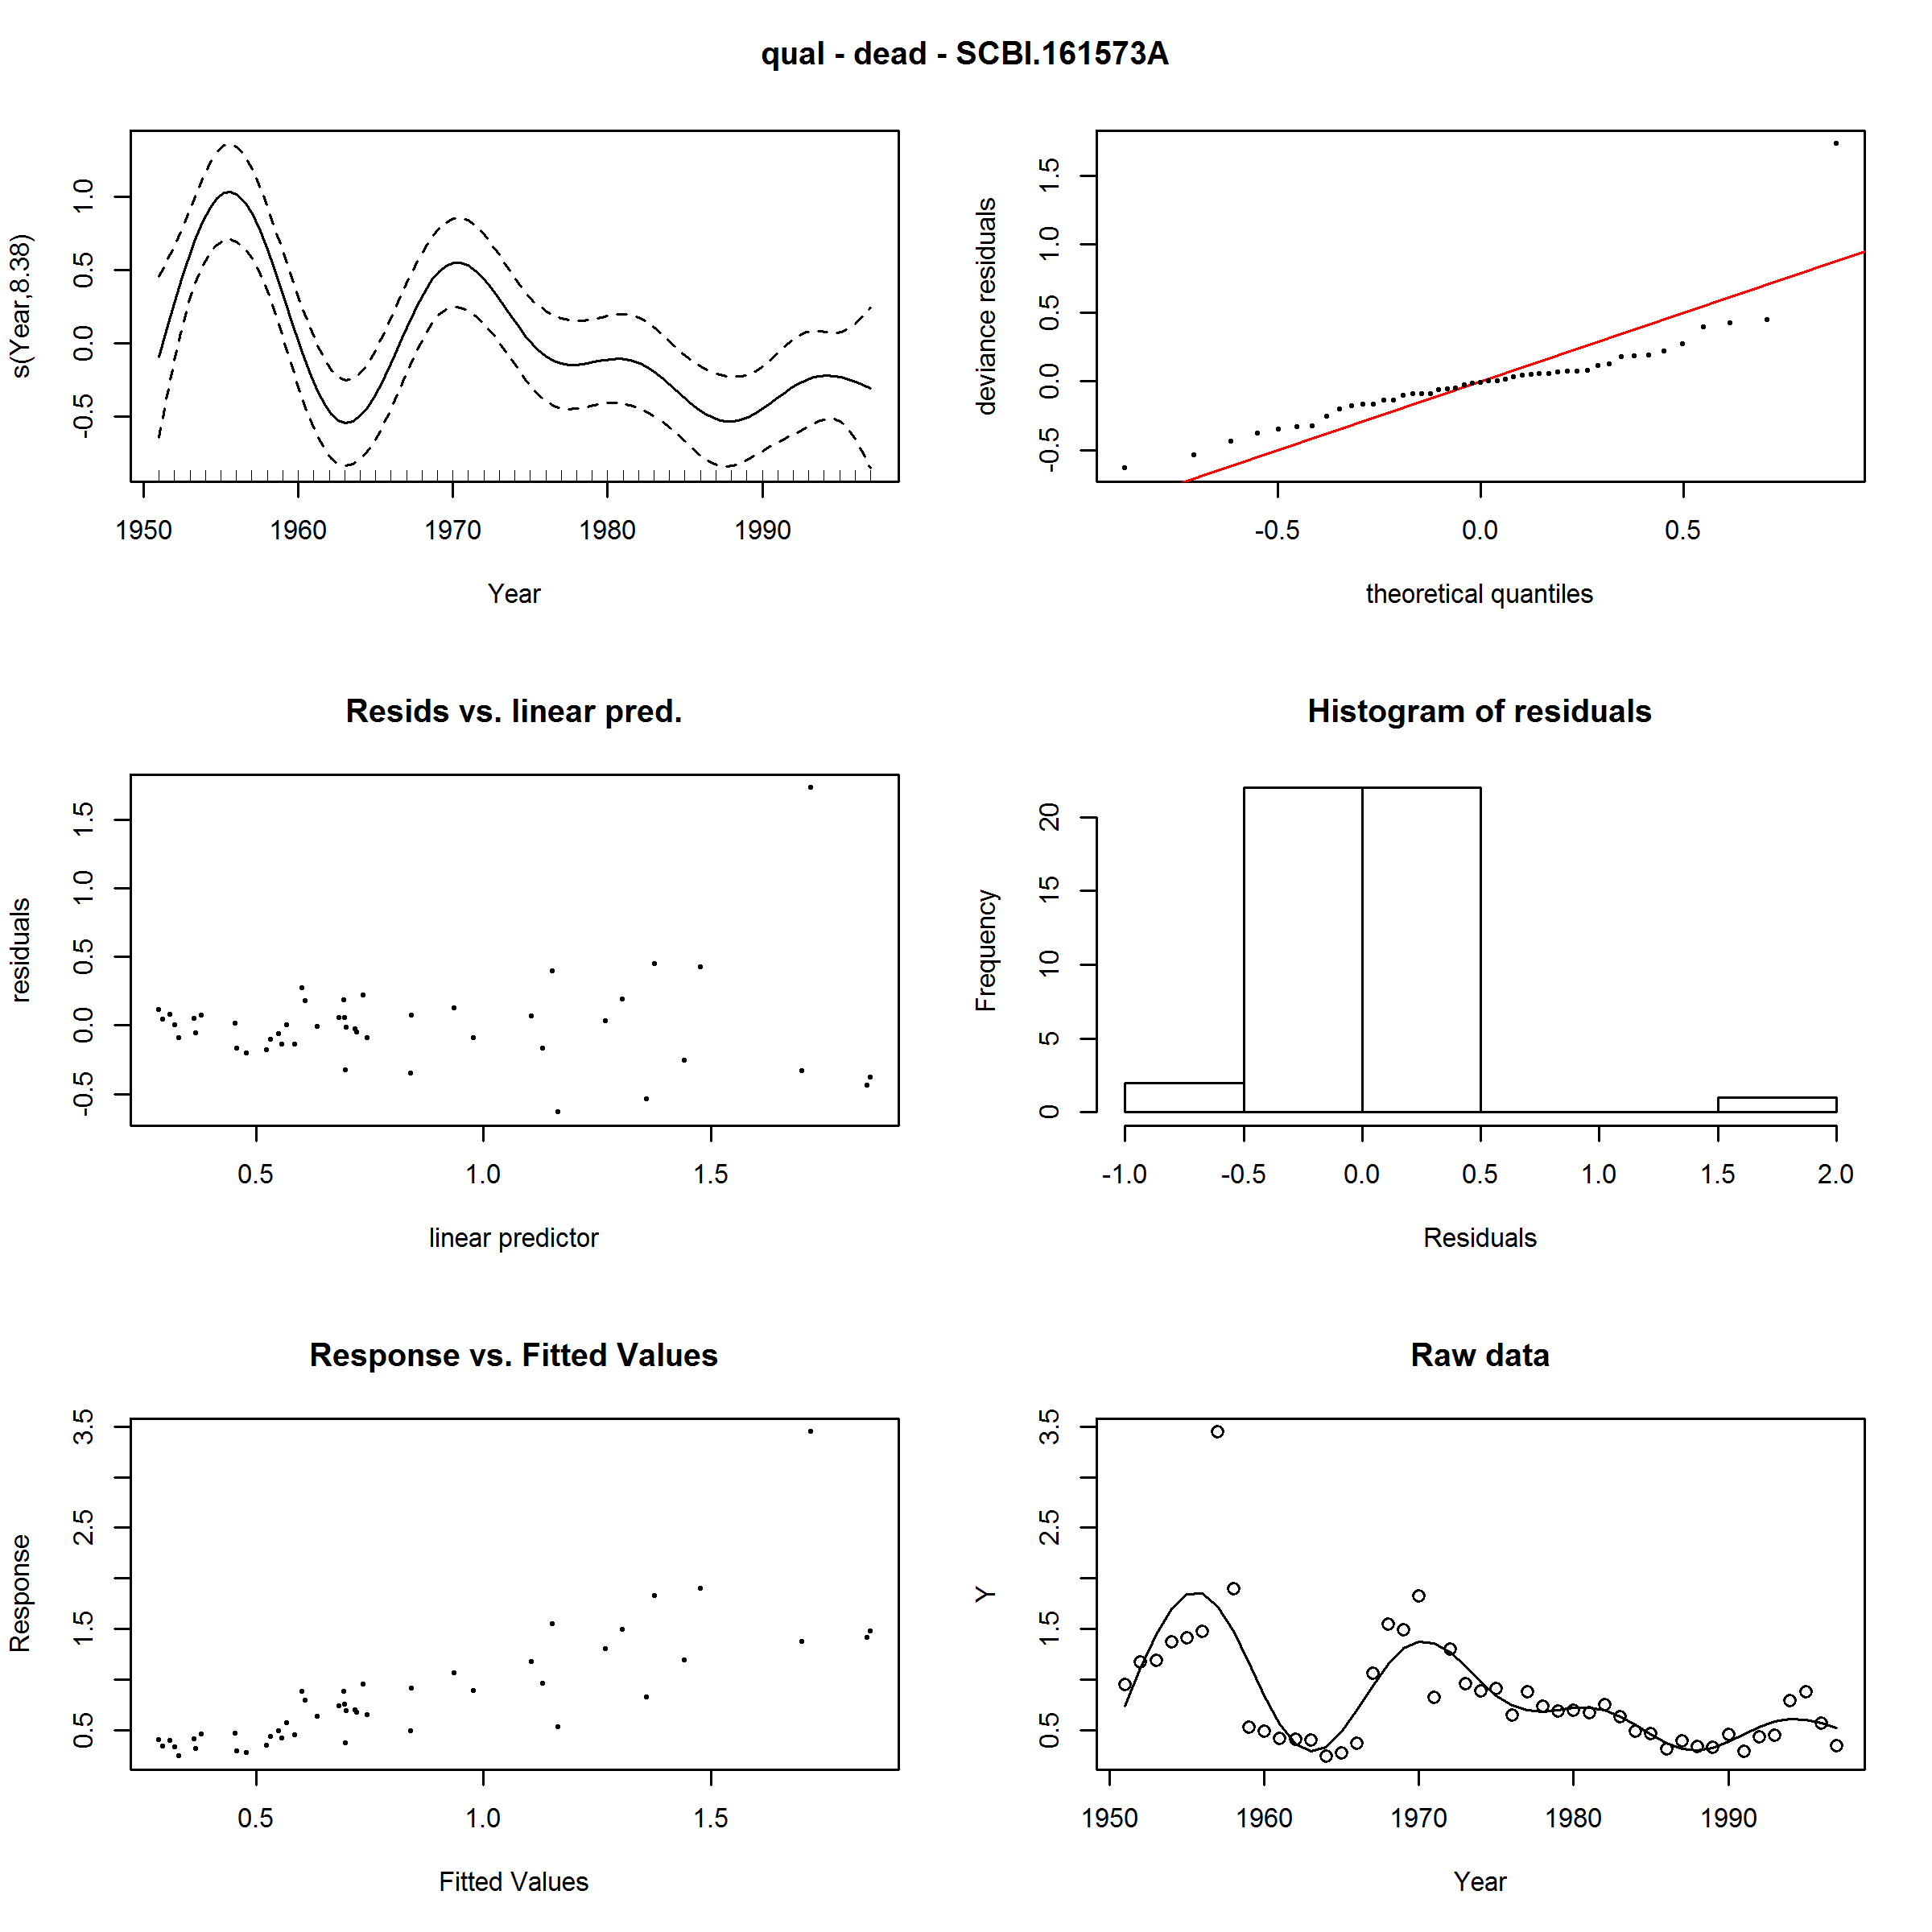 qual - dead - SCBI.161573A
s(Year,8.38)
1.0
0.5
0.0
-0.5
1950 1960 1970 1980 1990
Year
deviance residuals
1.5
1.0
0.5
0.0
-0.5
-0.5 0.0 0.5
theoretical quantiles
Resids vs. linear pred.
residuals
1.5
1.0
0.5
0.0
-0.5
0.5 1.0 1.5
linear predictor
Histogram of residuals
Frequency
20
15
10
5
0
-1.0 -0.5 0.0 0.5 1.0 1.5 2.0
Residuals
Response vs. Fitted Values
Response
3.5
2.5
1.5
0.5
0.5 1.0 1.5
Fitted Values
Raw data
Y
3.5
2.5
1.5
0.5
1950 1960 1970 1980 1990
Year